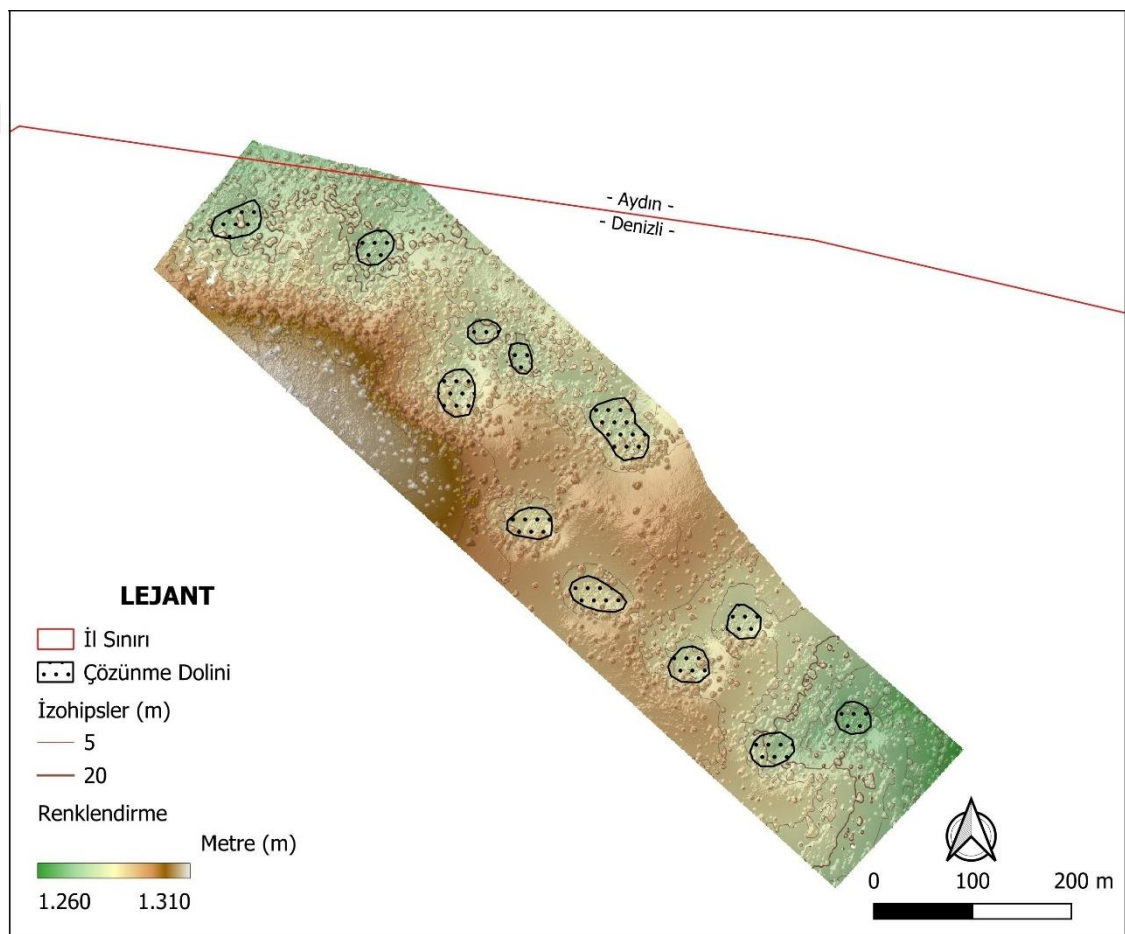 - Aydın -
- Denizli -
LEJANT
İl Sınırı
Çözünme Dolini
İzohipsler (m)
5
20
Renklendirme
Metre (m)
1.260 1.310
0 100 200 m